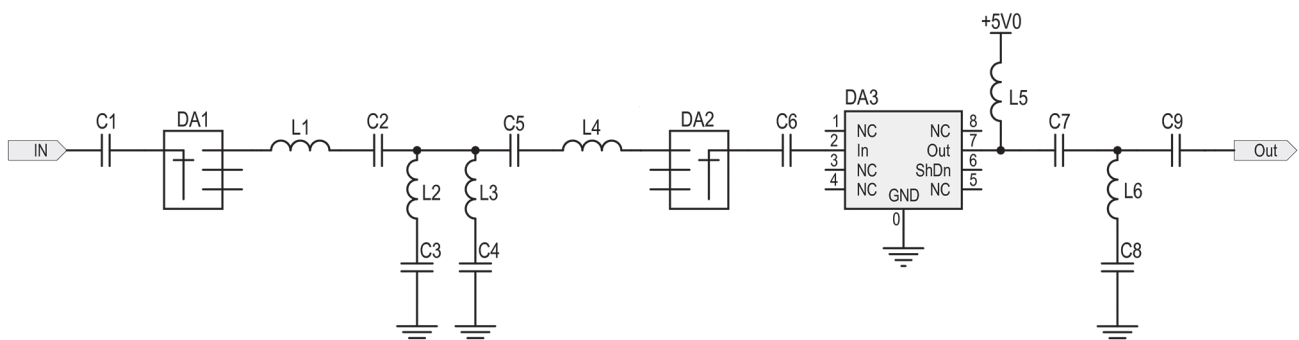 +5V0
L5
IN
C1
DA1
L1
C2
C5
L4
DA2
C6
DA3
1 NC NC 8
2 In Out 7
3 NC ShDn 6
4 NC NC 5
GND
0
C7
C9
Out
L2
L3
L6
C3
C4
C8